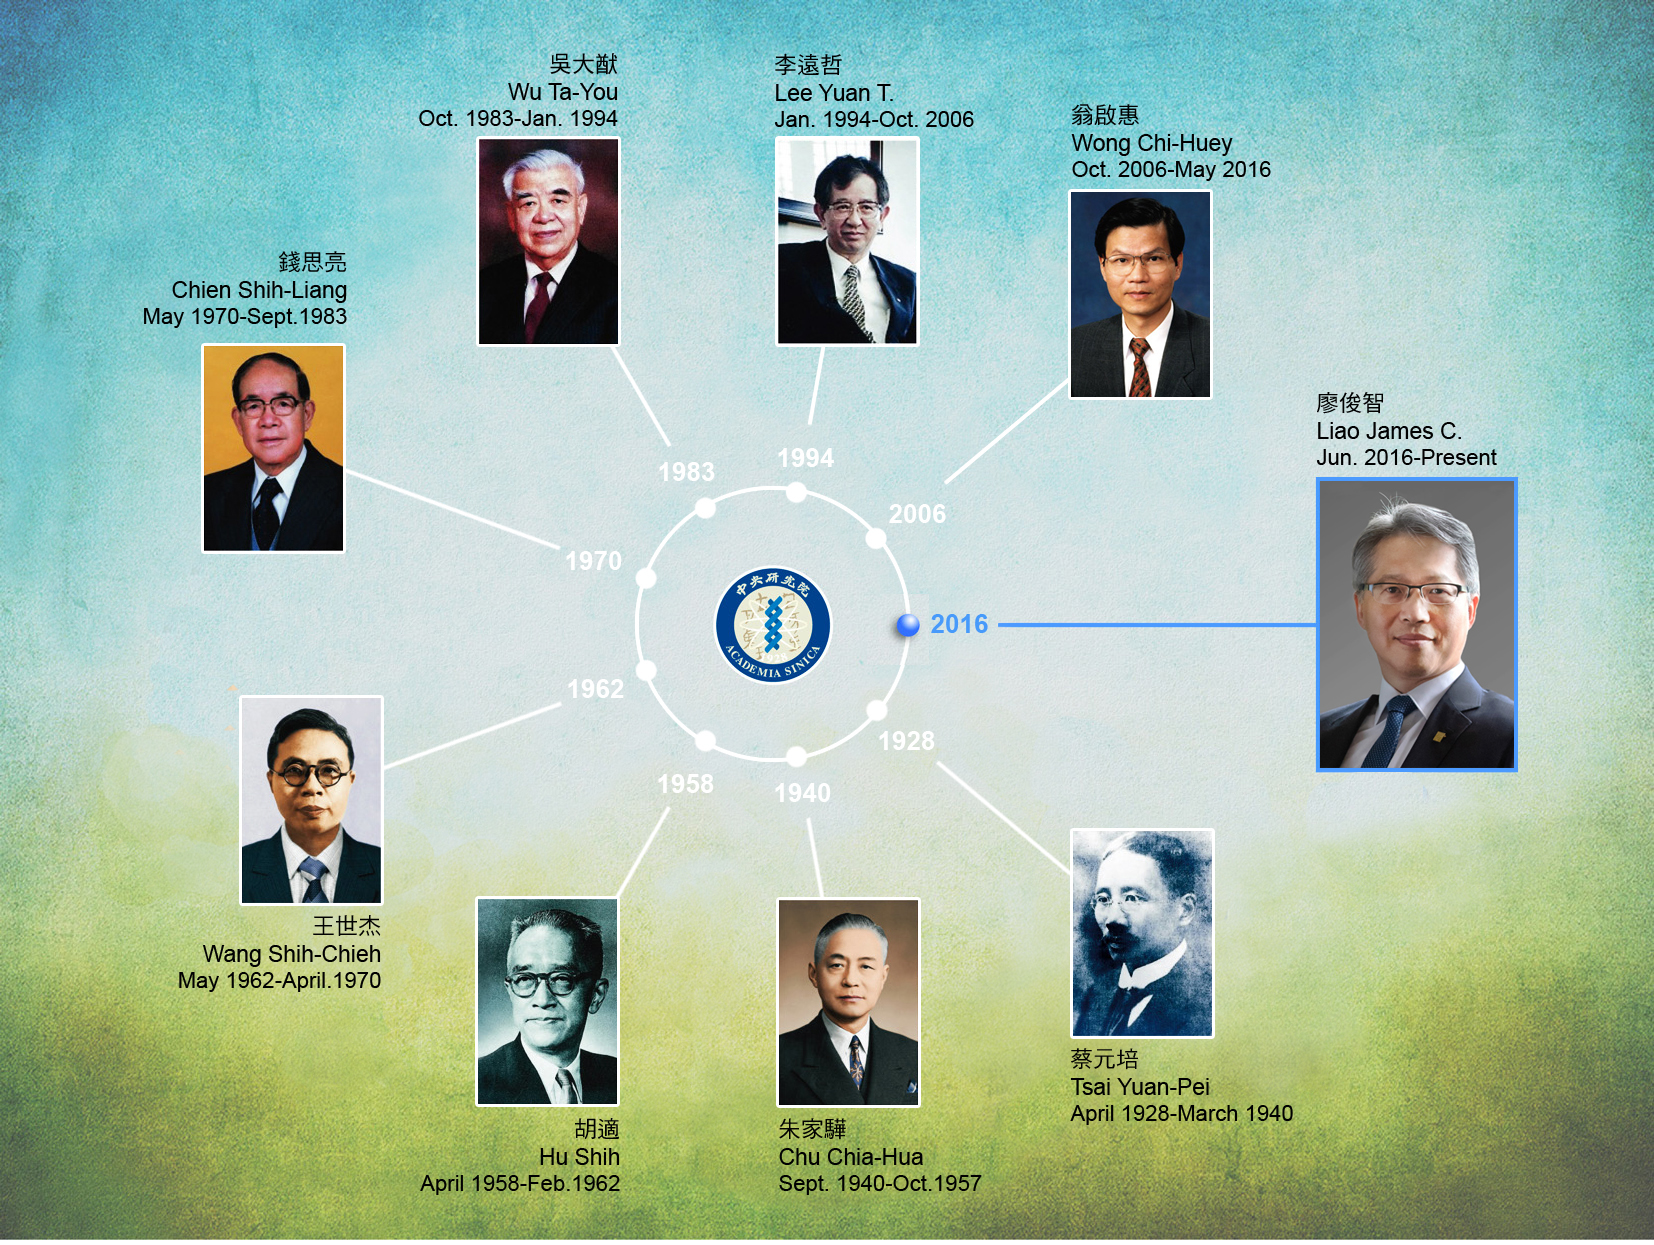 吳大猷
Wu Ta-You
Oct. 1983-Jan. 1994
李遠哲
Lee Yuan T.
Jan. 1994-Oct. 2006
翁啟惠
Wong Chi-Huey
Oct. 2006-May 2016
錢思亮
Chien Shih-Liang
May 1970-Sept.1983
廖俊智
Liao James C.
Jun. 2016-Present
1983
1994
2006
1970
2016
1962
1928
1958
1940
中央研究院
ACADEMIA SINICA
王世杰
Wang Shih-Chieh
May 1962-April.1970
胡適
Hu Shih
April 1958-Feb.1962
朱家驊
Chu Chia-Hua
Sept. 1940-Oct.1957
蔡元培
Tsai Yuan-Pei
April 1928-March 1940